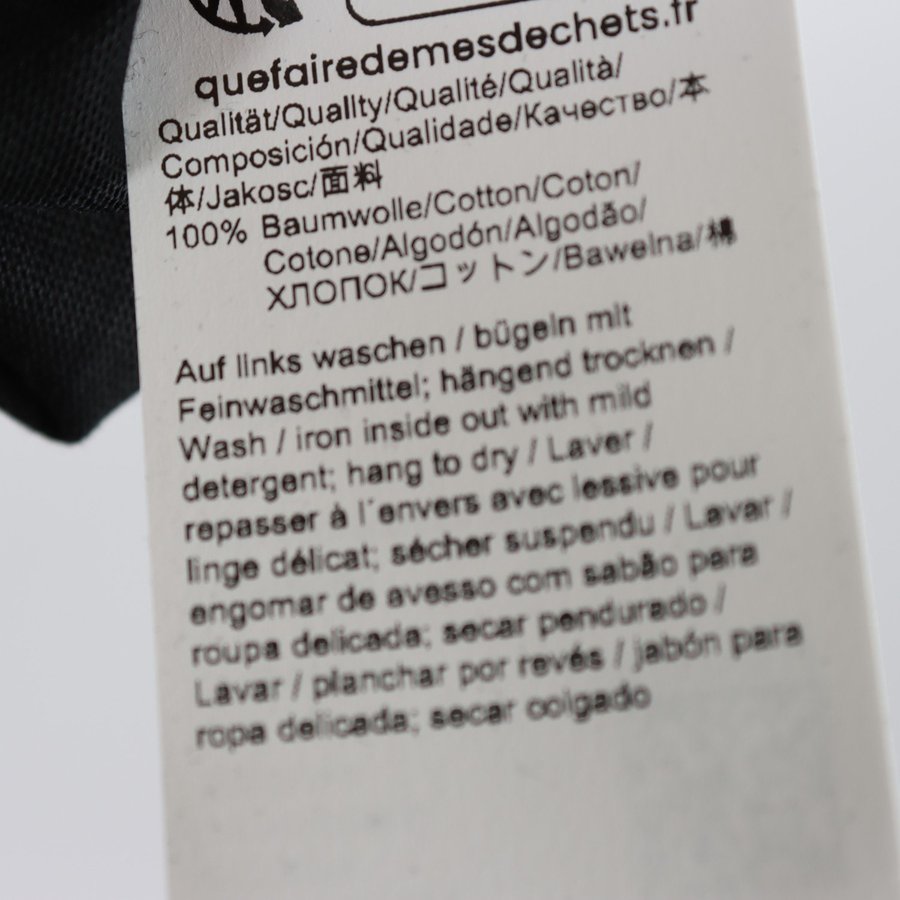 quefairedemesdechets.fr
Qualität/Quality/Qualité/Qualità/
Composición/Qualidade/Качество/本
体/Jakosc/面料
100% Baumwolle/Cotton/Coton/
Cotone/Algodón/Algodão/
ХЛОПОК/コットン/Bawełna/棉
Auf links waschen / bügeln mit
Feinwaschmittel; hängend trocknen /
Wash / iron inside out with mild
detergent; hang to dry / Laver /
repasser à l´envers avec lessive pour
linge délicat; sécher suspendu / Lavar /
engomar de avesso com sabão para
roupa delicada; secar pendurado /
Lavar / planchar por revés / jabón para
ropa delicada; secar colgado